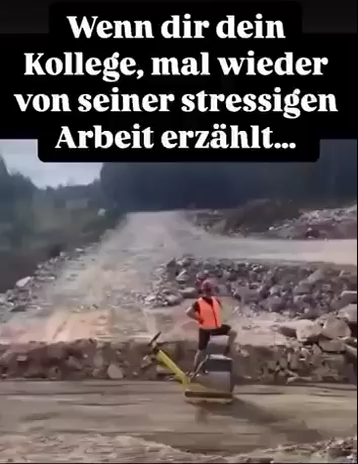 Wenn dir dein
Kollege, mal wieder
von seiner stressigen
Arbeit erzählt...